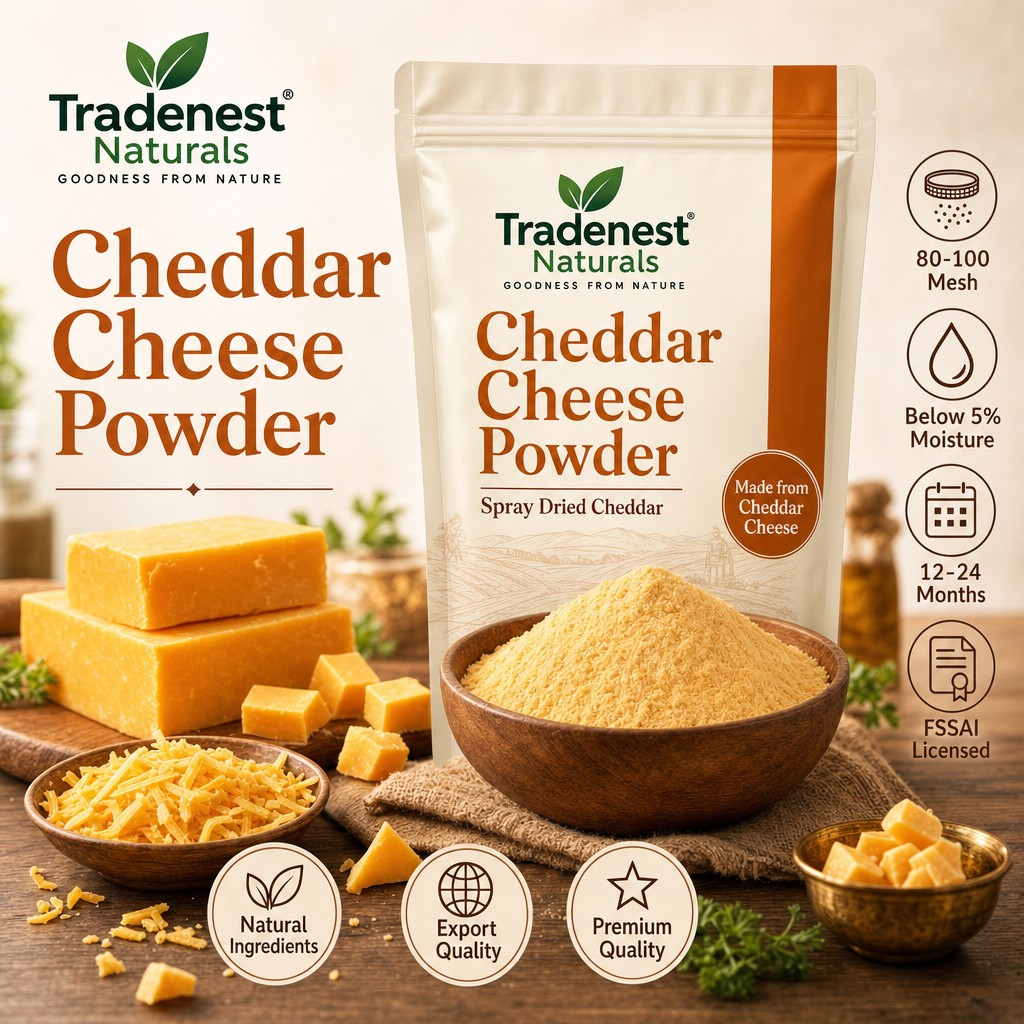 Tradenest®
Naturals
GOODNESS FROM NATURE
Cheddar
Cheese
Powder
Tradenest®
Naturals
GOODNESS FROM NATURE
Cheddar
Cheese
Powder
Spray Dried Cheddar
Made from
Cheddar
Cheese
80-100
Mesh
Below 5%
Moisture
12-24
Months
FSSAI
Licensed
Natural
Ingredients
Export
Quality
Premium
Quality